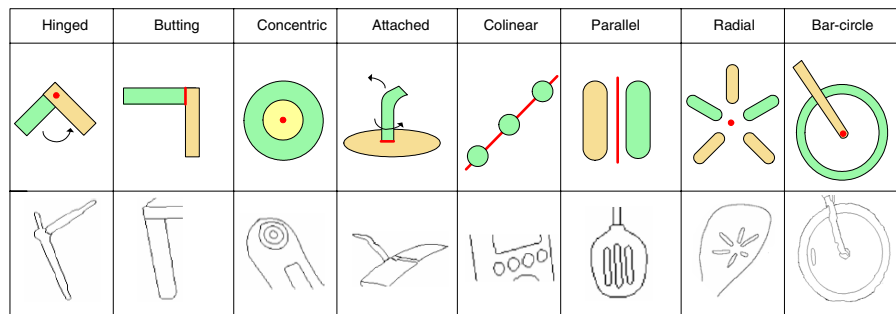 Hinged
Butting
Concentric
Attached
Colinear
Parallel
Radial
Bar-circle